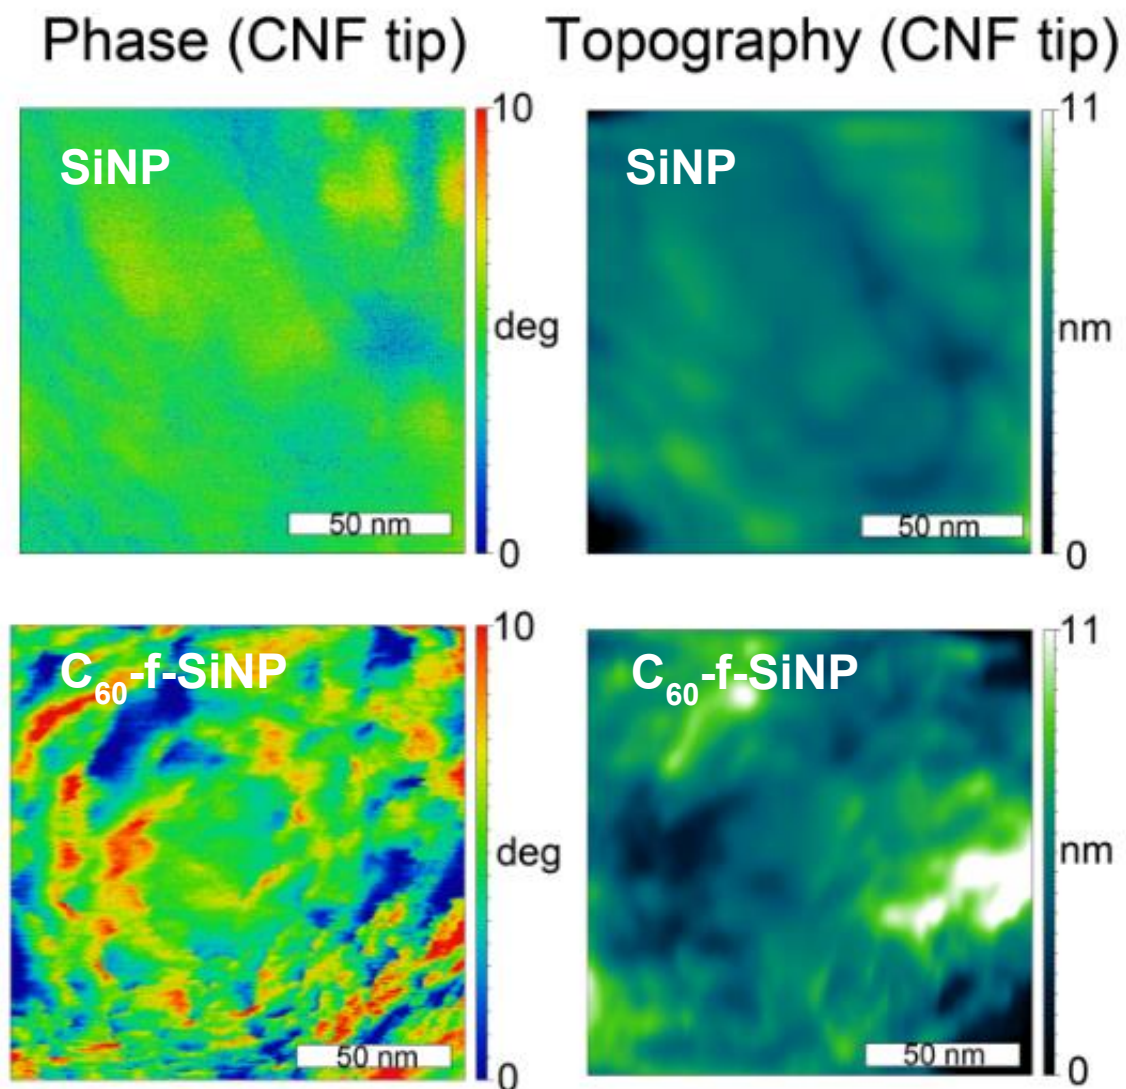 Phase (CNF tip)
Topography (CNF tip)
SiNP
10
deg
0
50 nm
SiNP
11
nm
0
50 nm
C₆₀-f-SiNP
10
deg
0
50 nm
C₆₀-f-SiNP
11
nm
0
50 nm